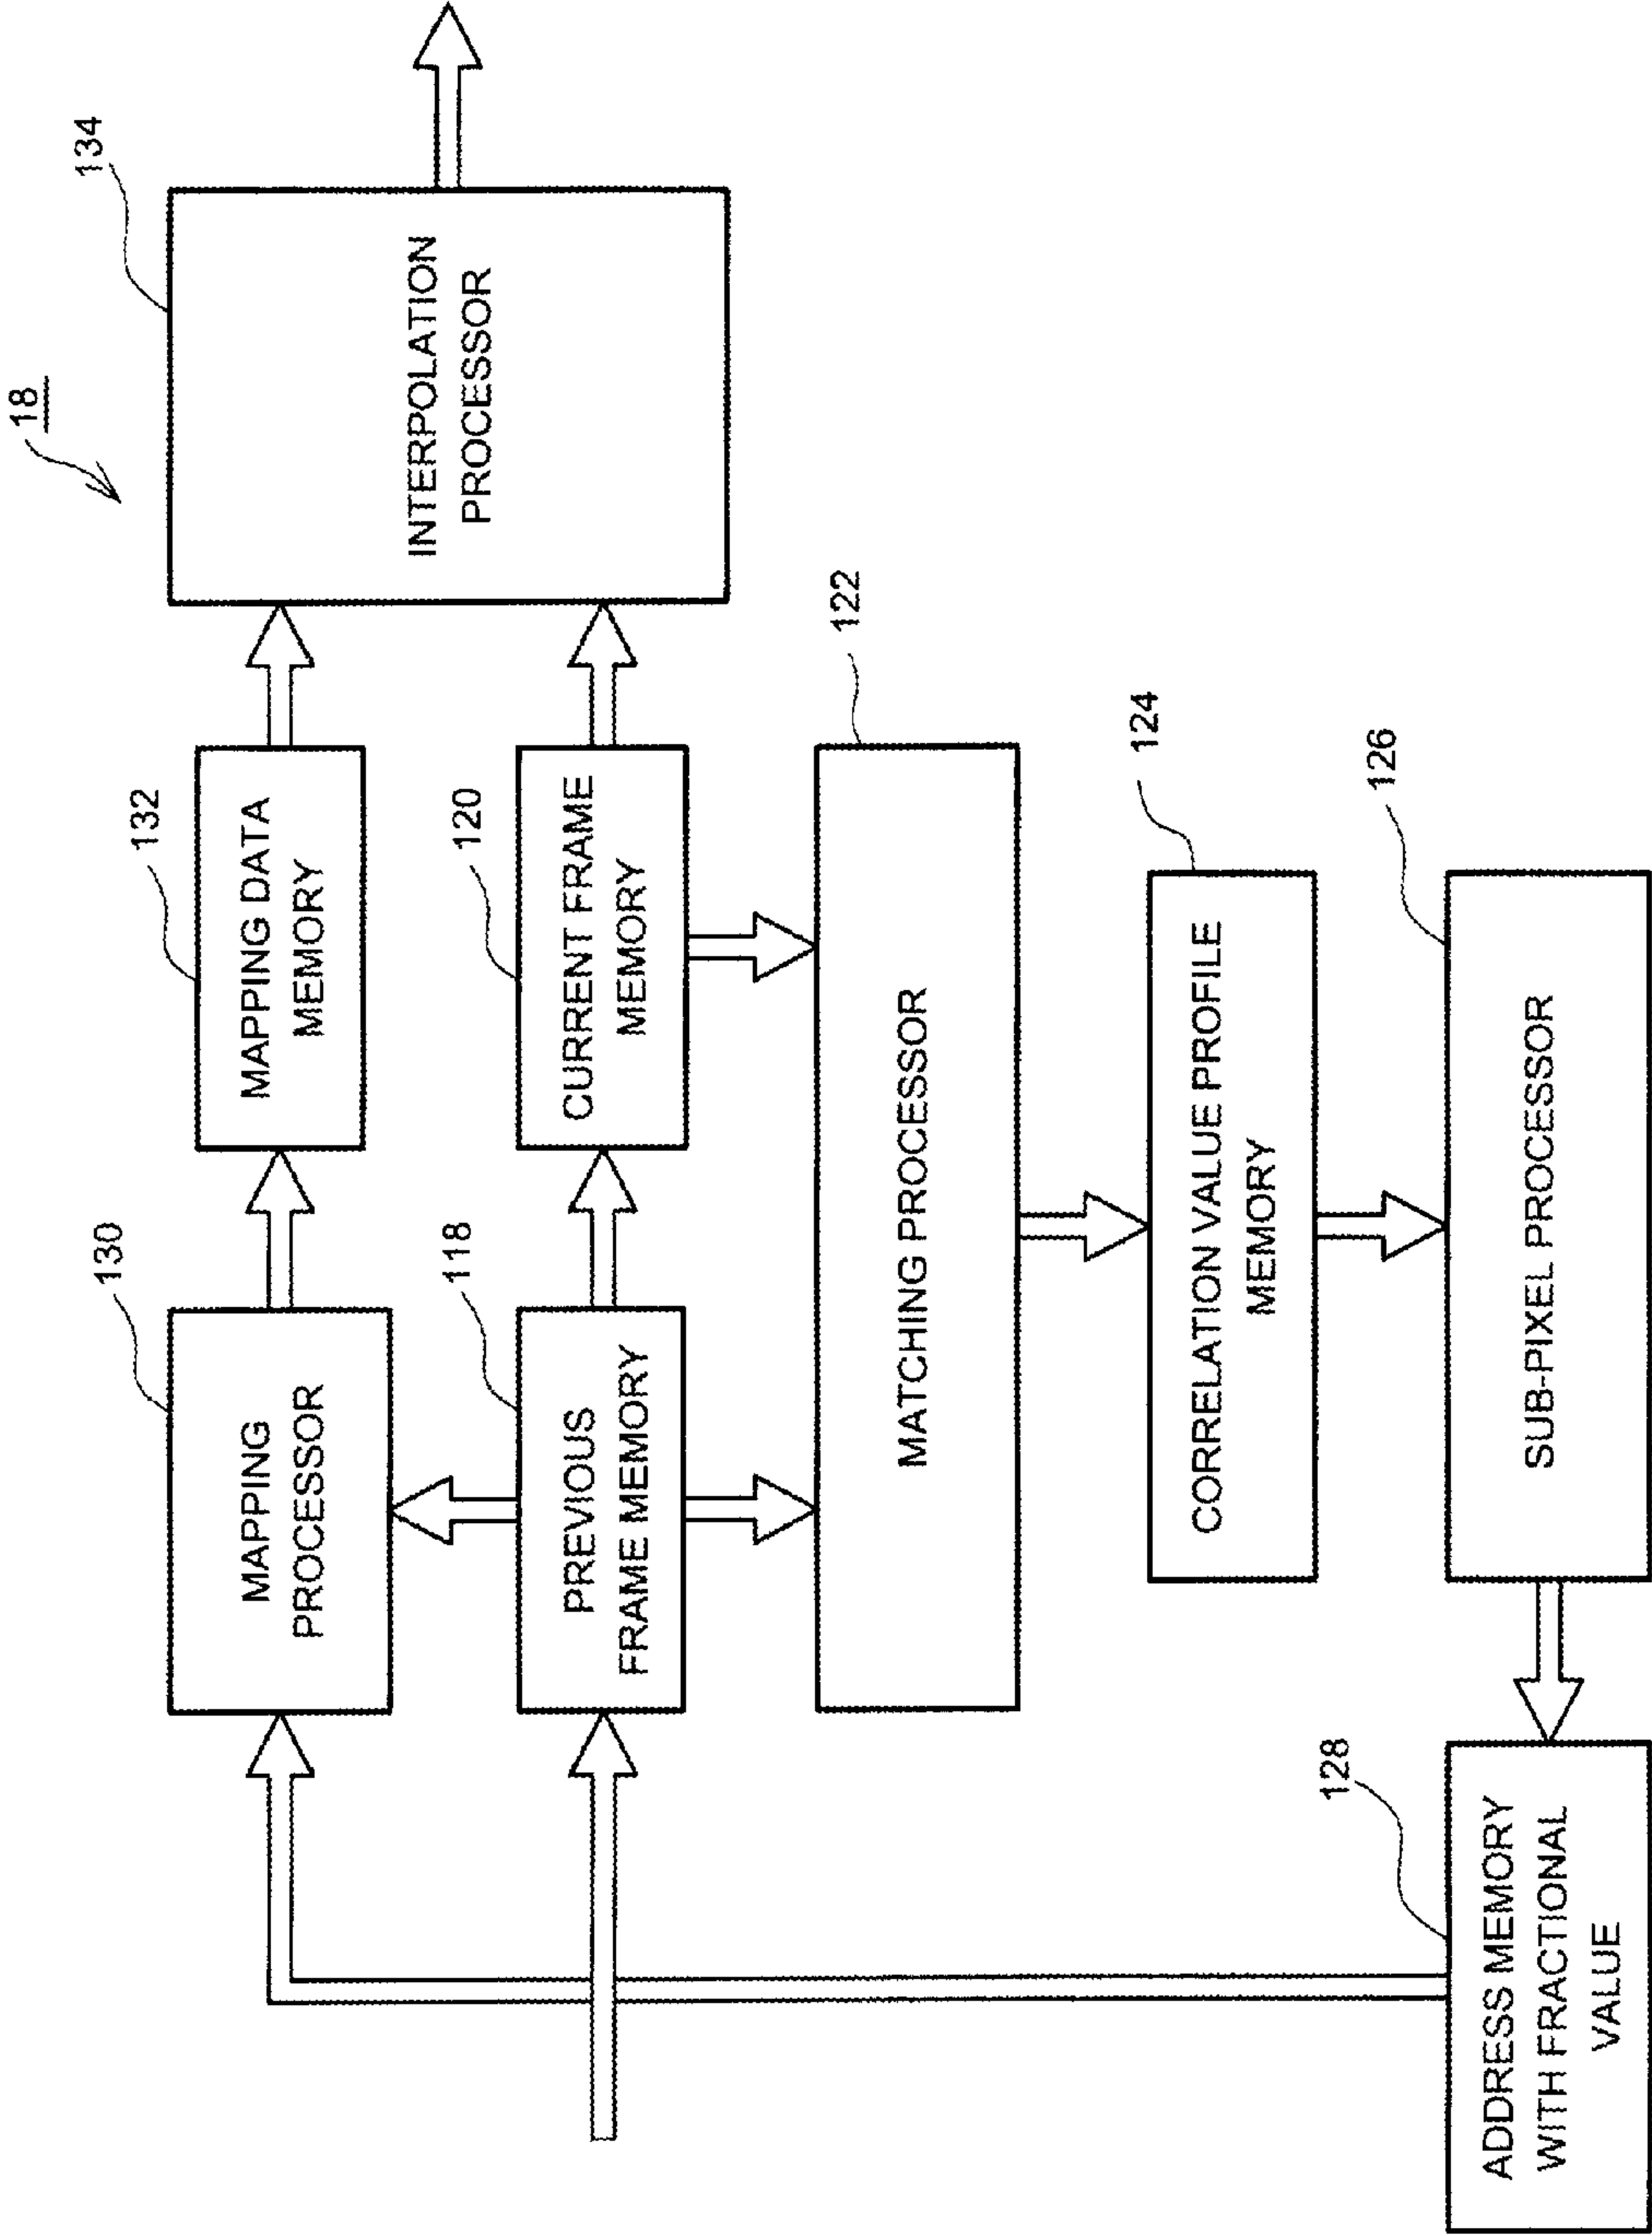 18
134
INTERPOLATION
PROCESSOR
132
MAPPING DATA
MEMORY
130
MAPPING
PROCESSOR
120
CURRENT FRAME
MEMORY
118
PREVIOUS
FRAME MEMORY
122
MATCHING PROCESSOR
124
CORRELATION VALUE PROFILE
MEMORY
126
SUB-PIXEL PROCESSOR
128
ADDRESS MEMORY
WITH FRACTIONAL
VALUE